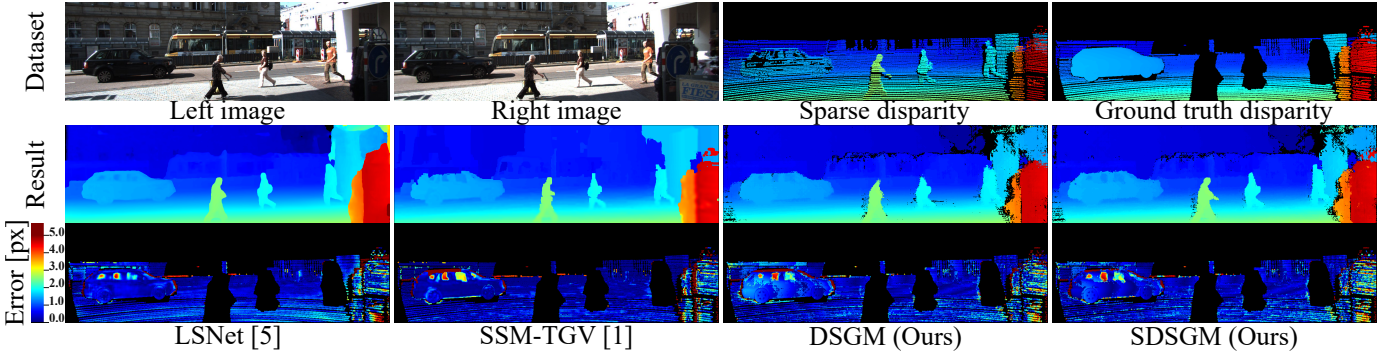 Dataset
Left image
Right image
Sparse disparity
Ground truth disparity
Result
Error [px]
5.0
4.0
3.0
2.0
1.0
0.0
LSNet [5]
SSM-TGV [1]
DSGM (Ours)
SDSGM (Ours)